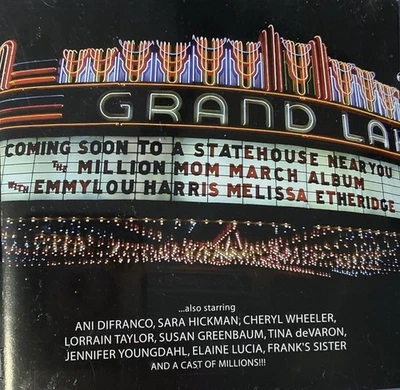 GRAND LA
COMING SOON TO A STATEHOUSE NEAR YOU
THE MILLION MOM MARCH ALBUM
WITH EMMYLOU HARRIS MELISSA ETHERIDGE
...also starring
ANI DIFRANCO, SARA HICKMAN, CHERYL WHEELER,
LORRAIN TAYLOR, SUSAN GREENBAUM, TINA deVARON,
JENNIFER YOUNGDAHL, ELAINE LUCIA, FRANK'S SISTER
AND A CAST OF MILLIONS!!!